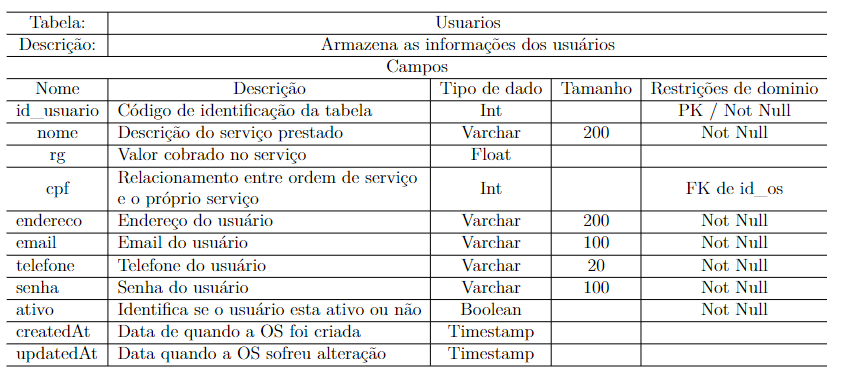 Tabela: Usuarios
Descrição: Armazena as informações dos usuários
Campos
Nome Descrição Tipo de dado Tamanho Restrições de dominio
id_usuario Código de identificação da tabela Int PK / Not Null
nome Descrição do serviço prestado Varchar 200 Not Null
rg Valor cobrado no serviço Float
cpf Relacionamento entre ordem de serviço
e o próprio serviço Int FK de id_os
endereco Endereço do usuário Varchar 200 Not Null
email Email do usuário Varchar 100 Not Null
telefone Telefone do usuário Varchar 20 Not Null
senha Senha do usuário Varchar 100 Not Null
ativo Identifica se o usuário esta ativo ou não Boolean Not Null
createdAt Data de quando a OS foi criada Timestamp
updatedAt Data quando a OS sofreu alteração Timestamp